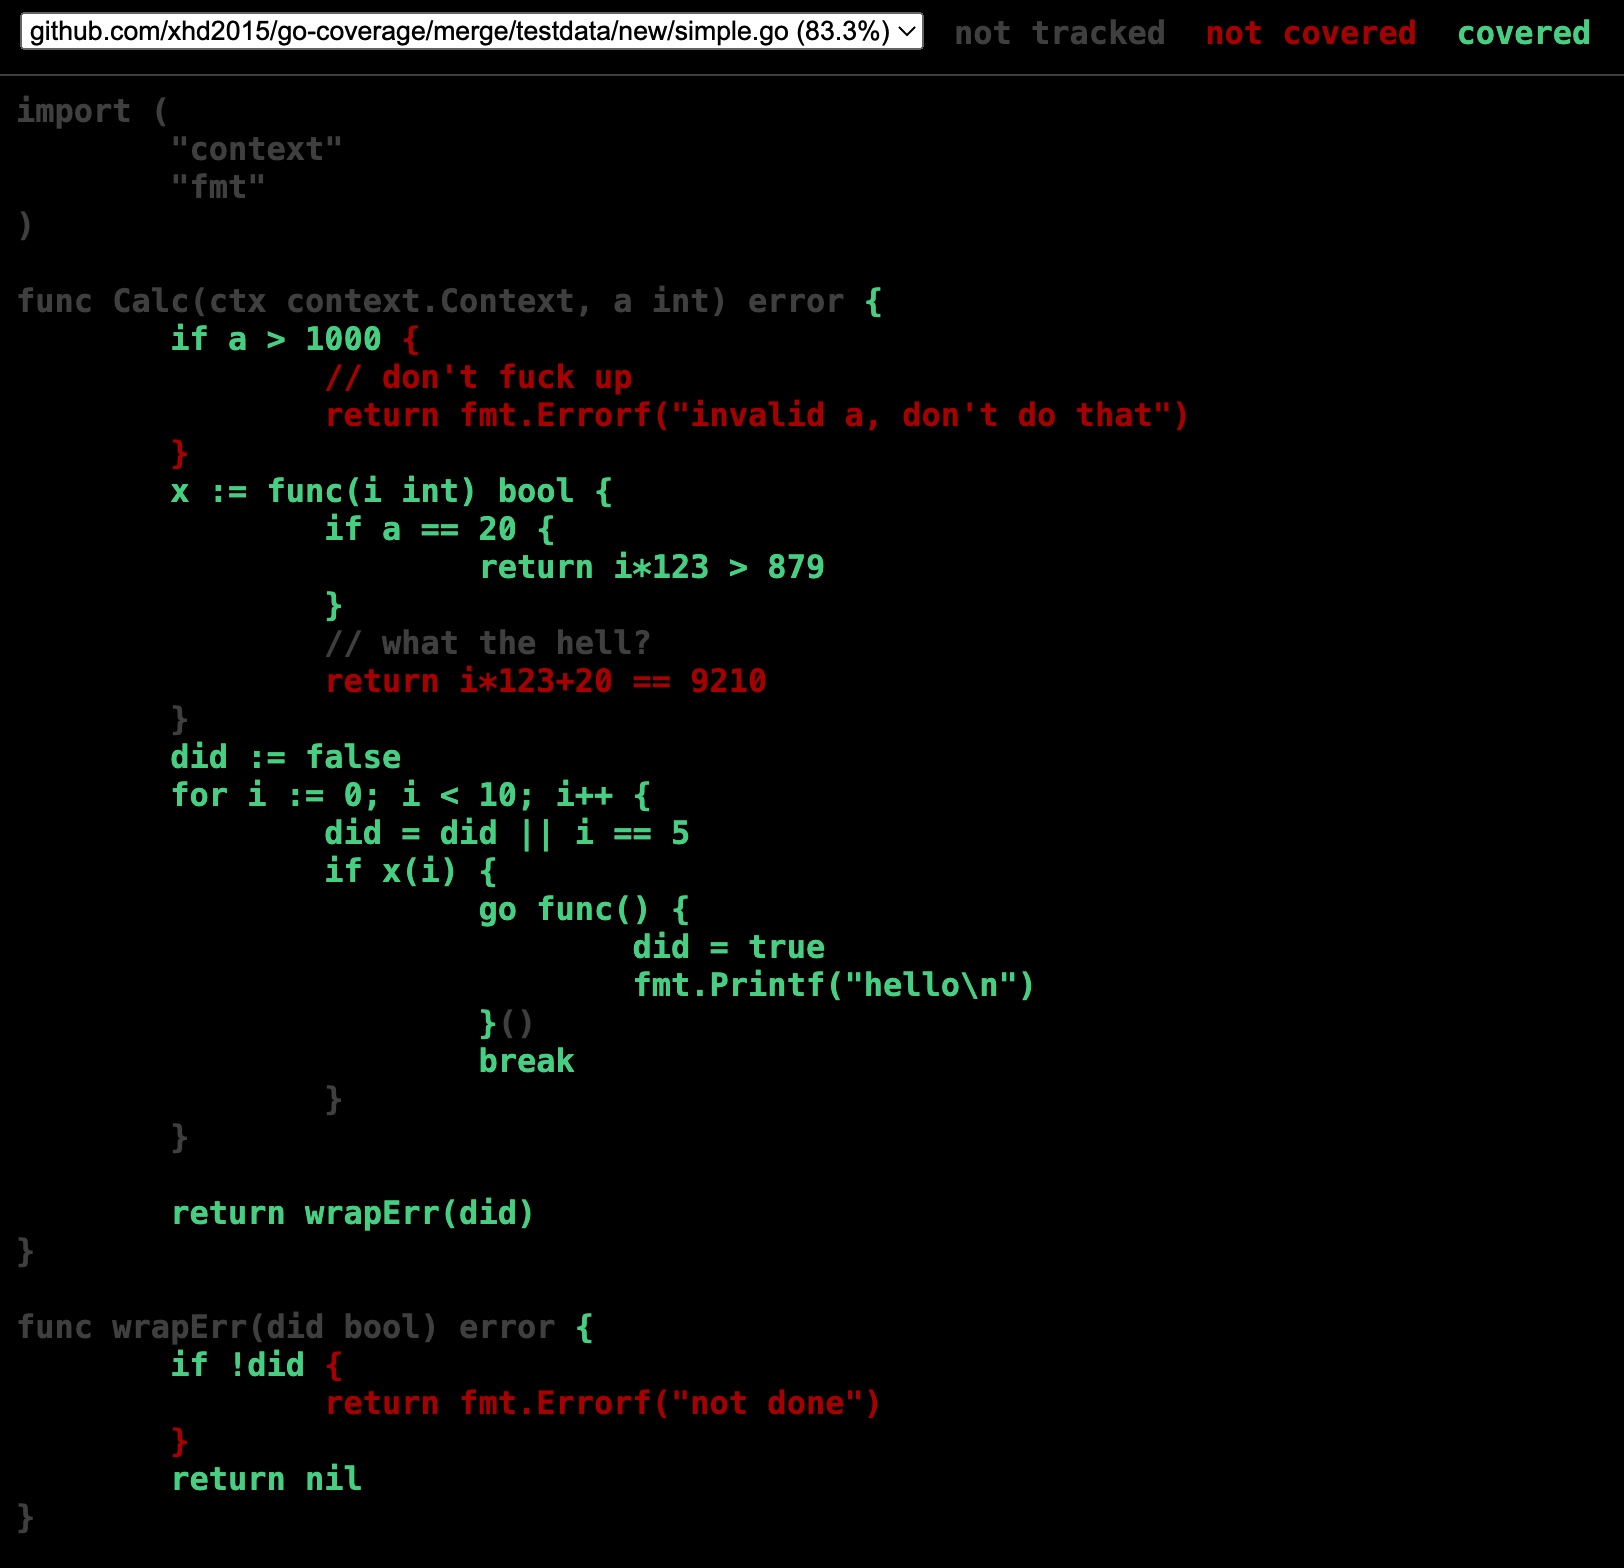 github.com/xhd2015/go-coverage/merge/testdata/new/simple.go (83.3%) not tracked not covered covered
import (
        "context"
        "fmt"
)

func Calc(ctx context.Context, a int) error {
        if a > 1000 {
                // don't fuck up
                return fmt.Errorf("invalid a, don't do that")
        }
        x := func(i int) bool {
                if a == 20 {
                        return i*123 > 879
                }
                // what the hell?
                return i*123+20 == 9210
        }
        did := false
        for i := 0; i < 10; i++ {
                did = did || i == 5
                if x(i) {
                        go func() {
                                did = true
                                fmt.Printf("hello\n")
                        }()
                        break
                }
        }

        return wrapErr(did)
}

func wrapErr(did bool) error {
        if !did {
                return fmt.Errorf("not done")
        }
        return nil
}